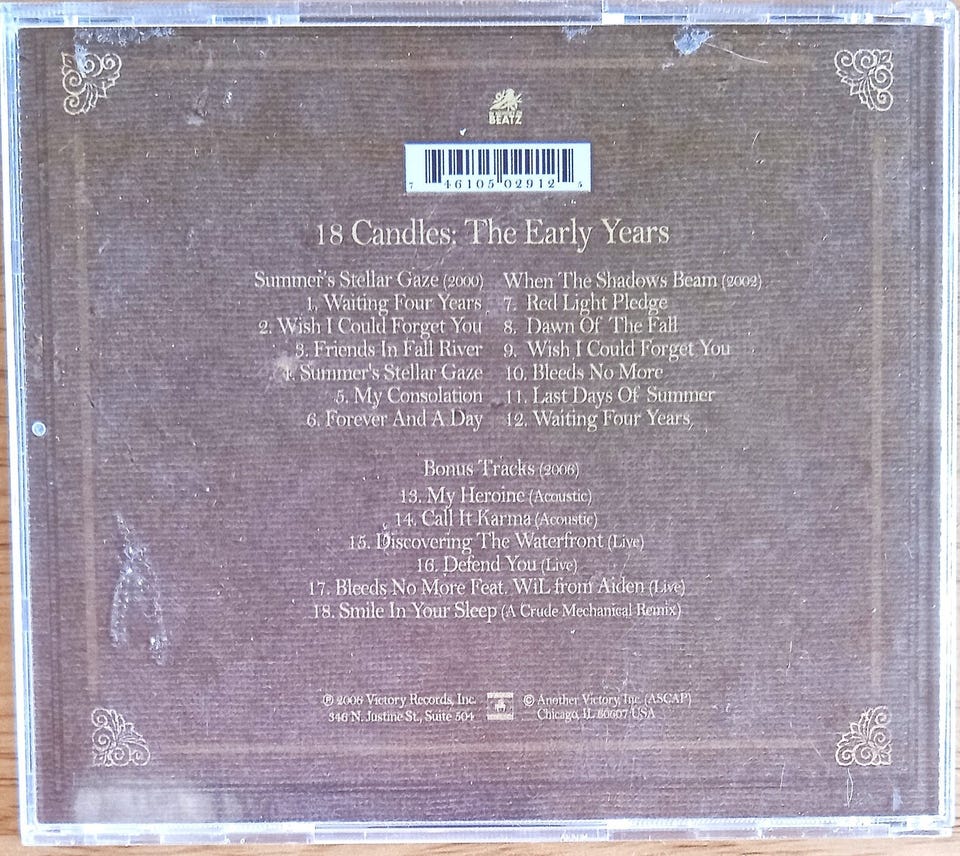 BEATZ
7 46105 02912 5
18 Candles: The Early Years
Summer's Stellar Gaze (2000)
1. Waiting Four Years
2. Wish I Could Forget You
3. Friends In Fall River
4. Summer's Stellar Gaze
5. My Consolation
6. Forever And A Day
When The Shadows Beam (2002)
7. Red Light Pledge
8. Dawn Of The Fall
9. Wish I Could Forget You
10. Bleeds No More
11. Last Days Of Summer
12. Waiting Four Years
Bonus Tracks (2006)
13. My Heroine (Acoustic)
14. Call It Karma (Acoustic)
15. Discovering The Waterfront (Live)
16. Defend You (Live)
17. Bleeds No More Feat. WiL from Aiden (Live)
18. Smile In Your Sleep (A Crude Mechanical Remix)
℗ 2006 Victory Records, Inc.
346 N. Justine St., Suite 504
© Another Victory, Inc. (ASCAP)
Chicago, IL 60607 USA